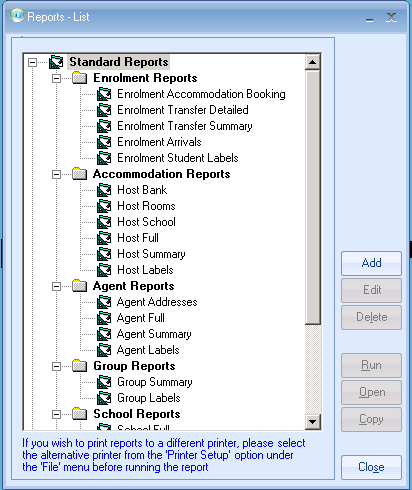 Reports - List
Standard Reports
Enrolment Reports
Enrolment Accommodation Booking
Enrolment Transfer Detailed
Enrolment Transfer Summary
Enrolment Arrivals
Enrolment Student Labels
Accommodation Reports
Host Bank
Host Rooms
Host School
Host Full
Host Summary
Host Labels
Agent Reports
Agent Addresses
Agent Full
Agent Summary
Agent Labels
Group Reports
Group Summary
Group Labels
School Reports
School Full
Add
Edit
Delete
Run
Open
Copy
Close
If you wish to print reports to a different printer, please select
the alternative printer from the 'Printer Setup' option under
the 'File' menu before running the report